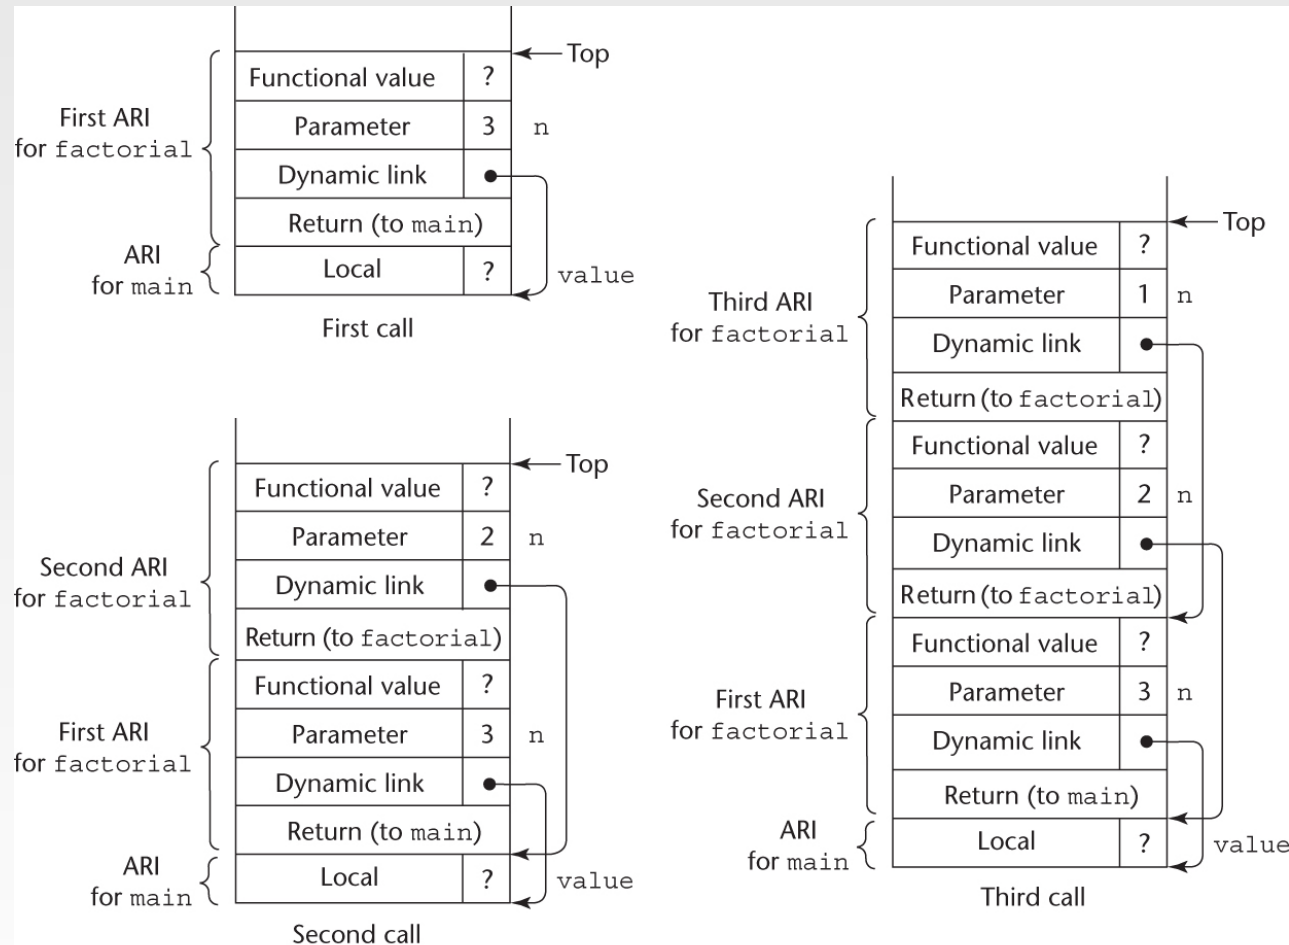 Top
Functional value ?
First ARI
for factorial
Parameter 3 n
Dynamic link
Return (to main)
ARI
for main
Local ? value
First call
Top
Functional value ?
Parameter 2 n
Second ARI
for factorial
Dynamic link
Return (to factorial)
Functional value ?
First ARI
for factorial
Parameter 3 n
Dynamic link
Return (to main)
ARI
for main
Local ? value
Second call
Top
Functional value ?
Third ARI
for factorial
Parameter 1 n
Dynamic link
Return (to factorial)
Functional value ?
Second ARI
for factorial
Parameter 2 n
Dynamic link
Return (to factorial)
Functional value ?
First ARI
for factorial
Parameter 3 n
Dynamic link
Return (to main)
ARI
for main
Local ? value
Third call